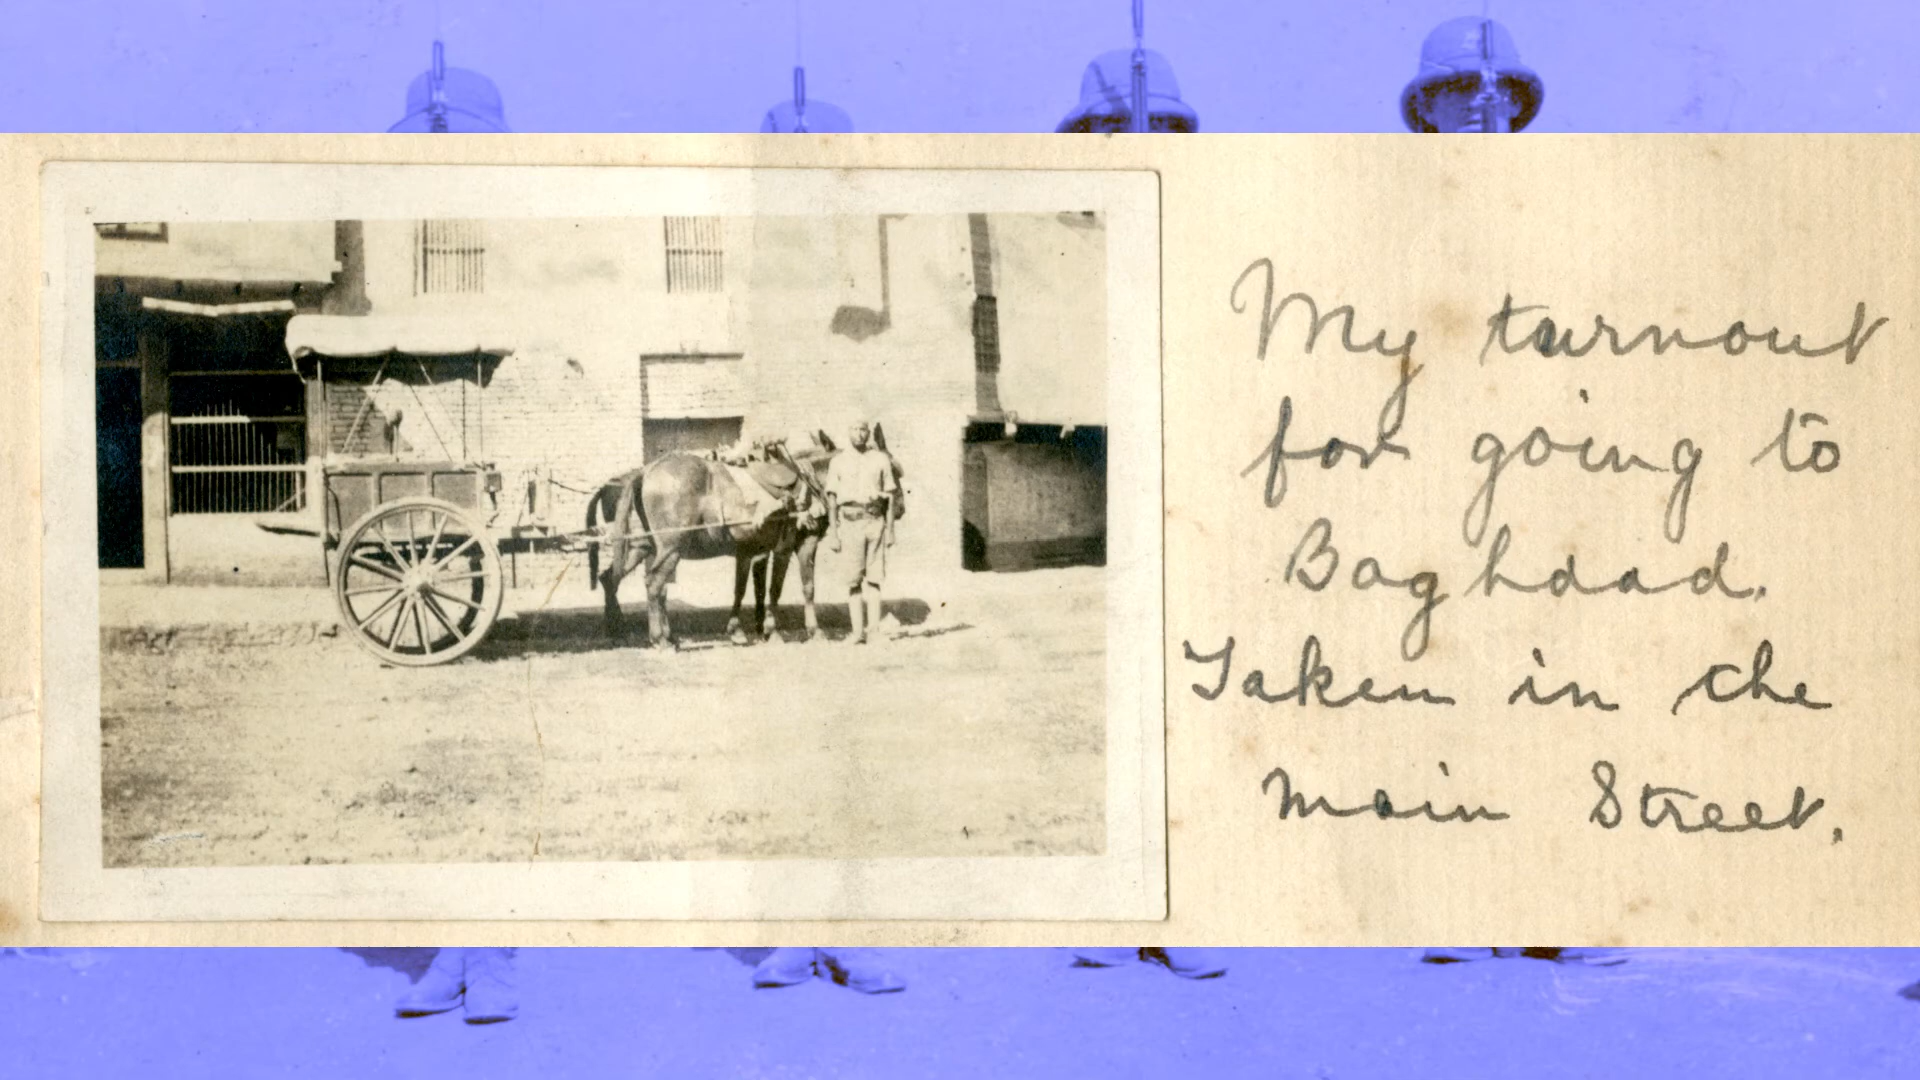 My turnout
for going to
Baghdad.
Taken in the
main Street.